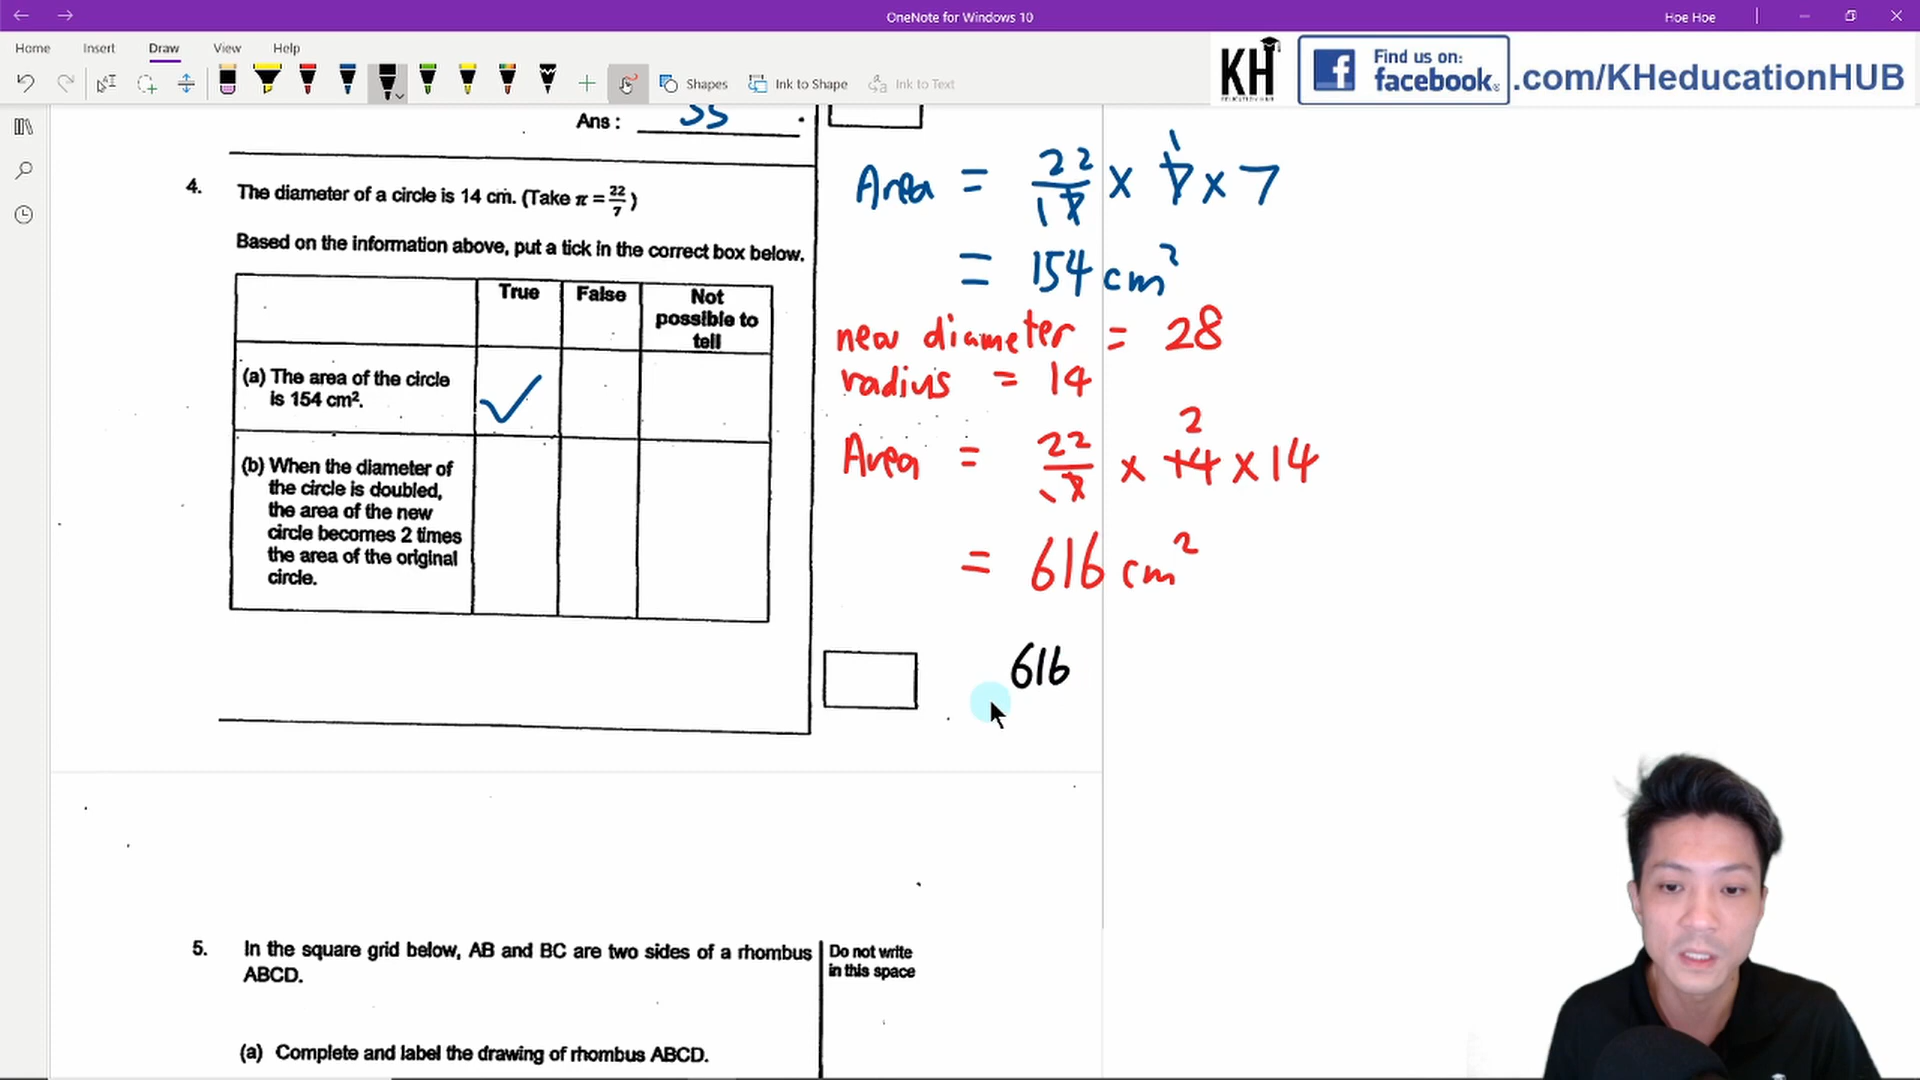 OneNote for Windows 10
Hoe Hoe
Home Insert Draw View Help
Shapes Ink to Shape Ink to Text
KH
Find us on:
facebook.com/KHeducationHUB
Ans : 55
4. The diameter of a circle is 14 cm. (Take π = 22/7)
Based on the information above, put a tick in the correct box below.
True False Not possible to tell
(a) The area of the circle
is 154 cm².
✓
(b) When the diameter of
the circle is doubled,
the area of the new
circle becomes 2 times
the area of the original
circle.
Area = 22/7 x 7 x 7
1 1
= 154 cm²
new diameter = 28
radius = 14
2
Area = 22/7 x 14 x 14
1
= 616 cm²
616
5. In the square grid below, AB and BC are two sides of a rhombus
ABCD.
Do not write
in this space
(a) Complete and label the drawing of rhombus ABCD.